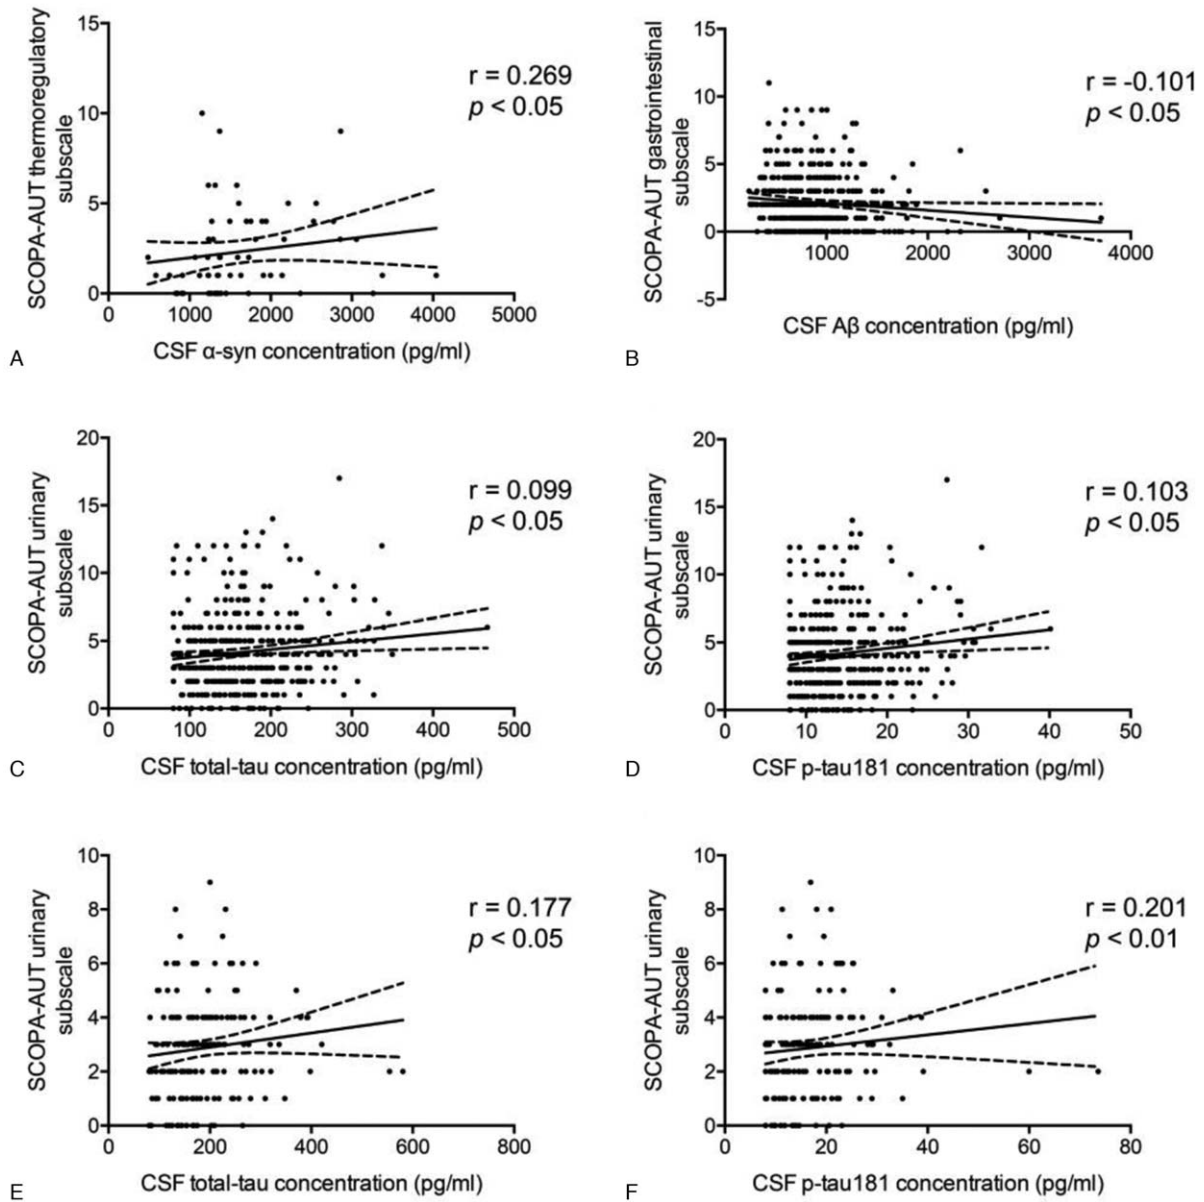 15
10
5
0
0 1000 2000 3000 4000 5000
SCOPA-AUT thermoregulatory
subscale
r = 0.269
p < 0.05
CSF α-syn concentration (pg/ml)
A
15
10
5
0
-5
1000 2000 3000 4000
SCOPA-AUT gastrointestinal
subscale
r = -0.101
p < 0.05
CSF Aβ concentration (pg/ml)
B
20
15
10
5
0
0 100 200 300 400 500
SCOPA-AUT urinary
subscale
r = 0.099
p < 0.05
CSF total-tau concentration (pg/ml)
C
20
15
10
5
0
0 10 20 30 40 50
SCOPA-AUT urinary
subscale
r = 0.103
p < 0.05
CSF p-tau181 concentration (pg/ml)
D
10
8
6
4
2
0
0 200 400 600 800
SCOPA-AUT urinary
subscale
r = 0.177
p < 0.05
CSF total-tau concentration (pg/ml)
E
10
8
6
4
2
0
0 20 40 60 80
SCOPA-AUT urinary
subscale
r = 0.201
p < 0.01
CSF p-tau181 concentration (pg/ml)
F